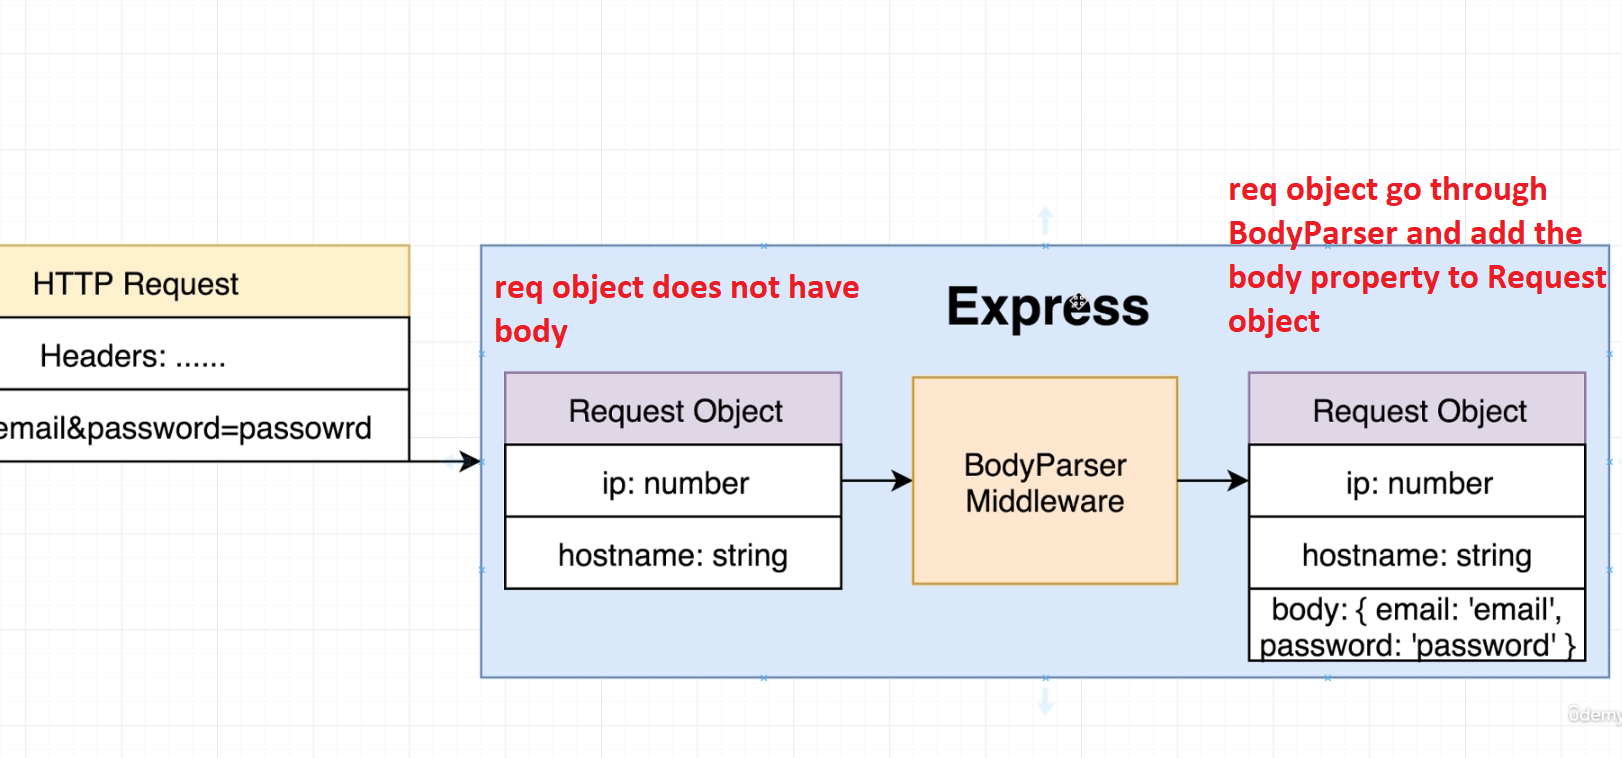 req object go through
BodyParser and add the
body property to Request
object
HTTP Request
Headers: ......
email&password=passowrd
req object does not have
body
Express
Request Object
ip: number
hostname: string
BodyParser
Middleware
Request Object
ip: number
hostname: string
body: { email: 'email',
password: 'password' }
ûdemy